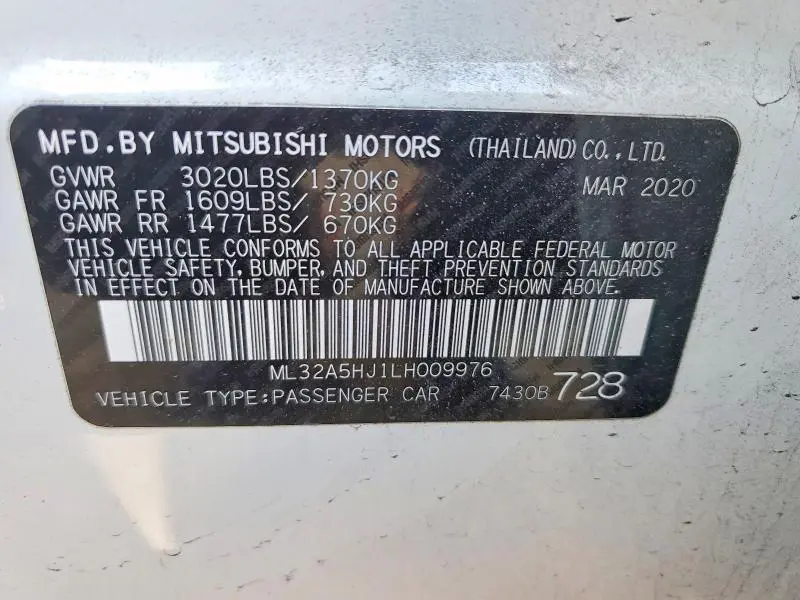 MFD.BY MITSUBISHI MOTORS (THAILAND)CO.,LTD.
GVWR 3020LBS/1370KG MAR 2020
GAWR FR 1609LBS/ 730KG
GAWR RR 1477LBS/ 670KG
THIS VEHICLE CONFORMS TO ALL APPLICABLE FEDERAL MOTOR
VEHICLE SAFETY, BUMPER, AND THEFT PREVENTION STANDARDS
IN EFFECT ON THE DATE OF MANUFACTURE SHOWN ABOVE.
ML32A5HJ1LH009976
VEHICLE TYPE:PASSENGER CAR 7430B 728